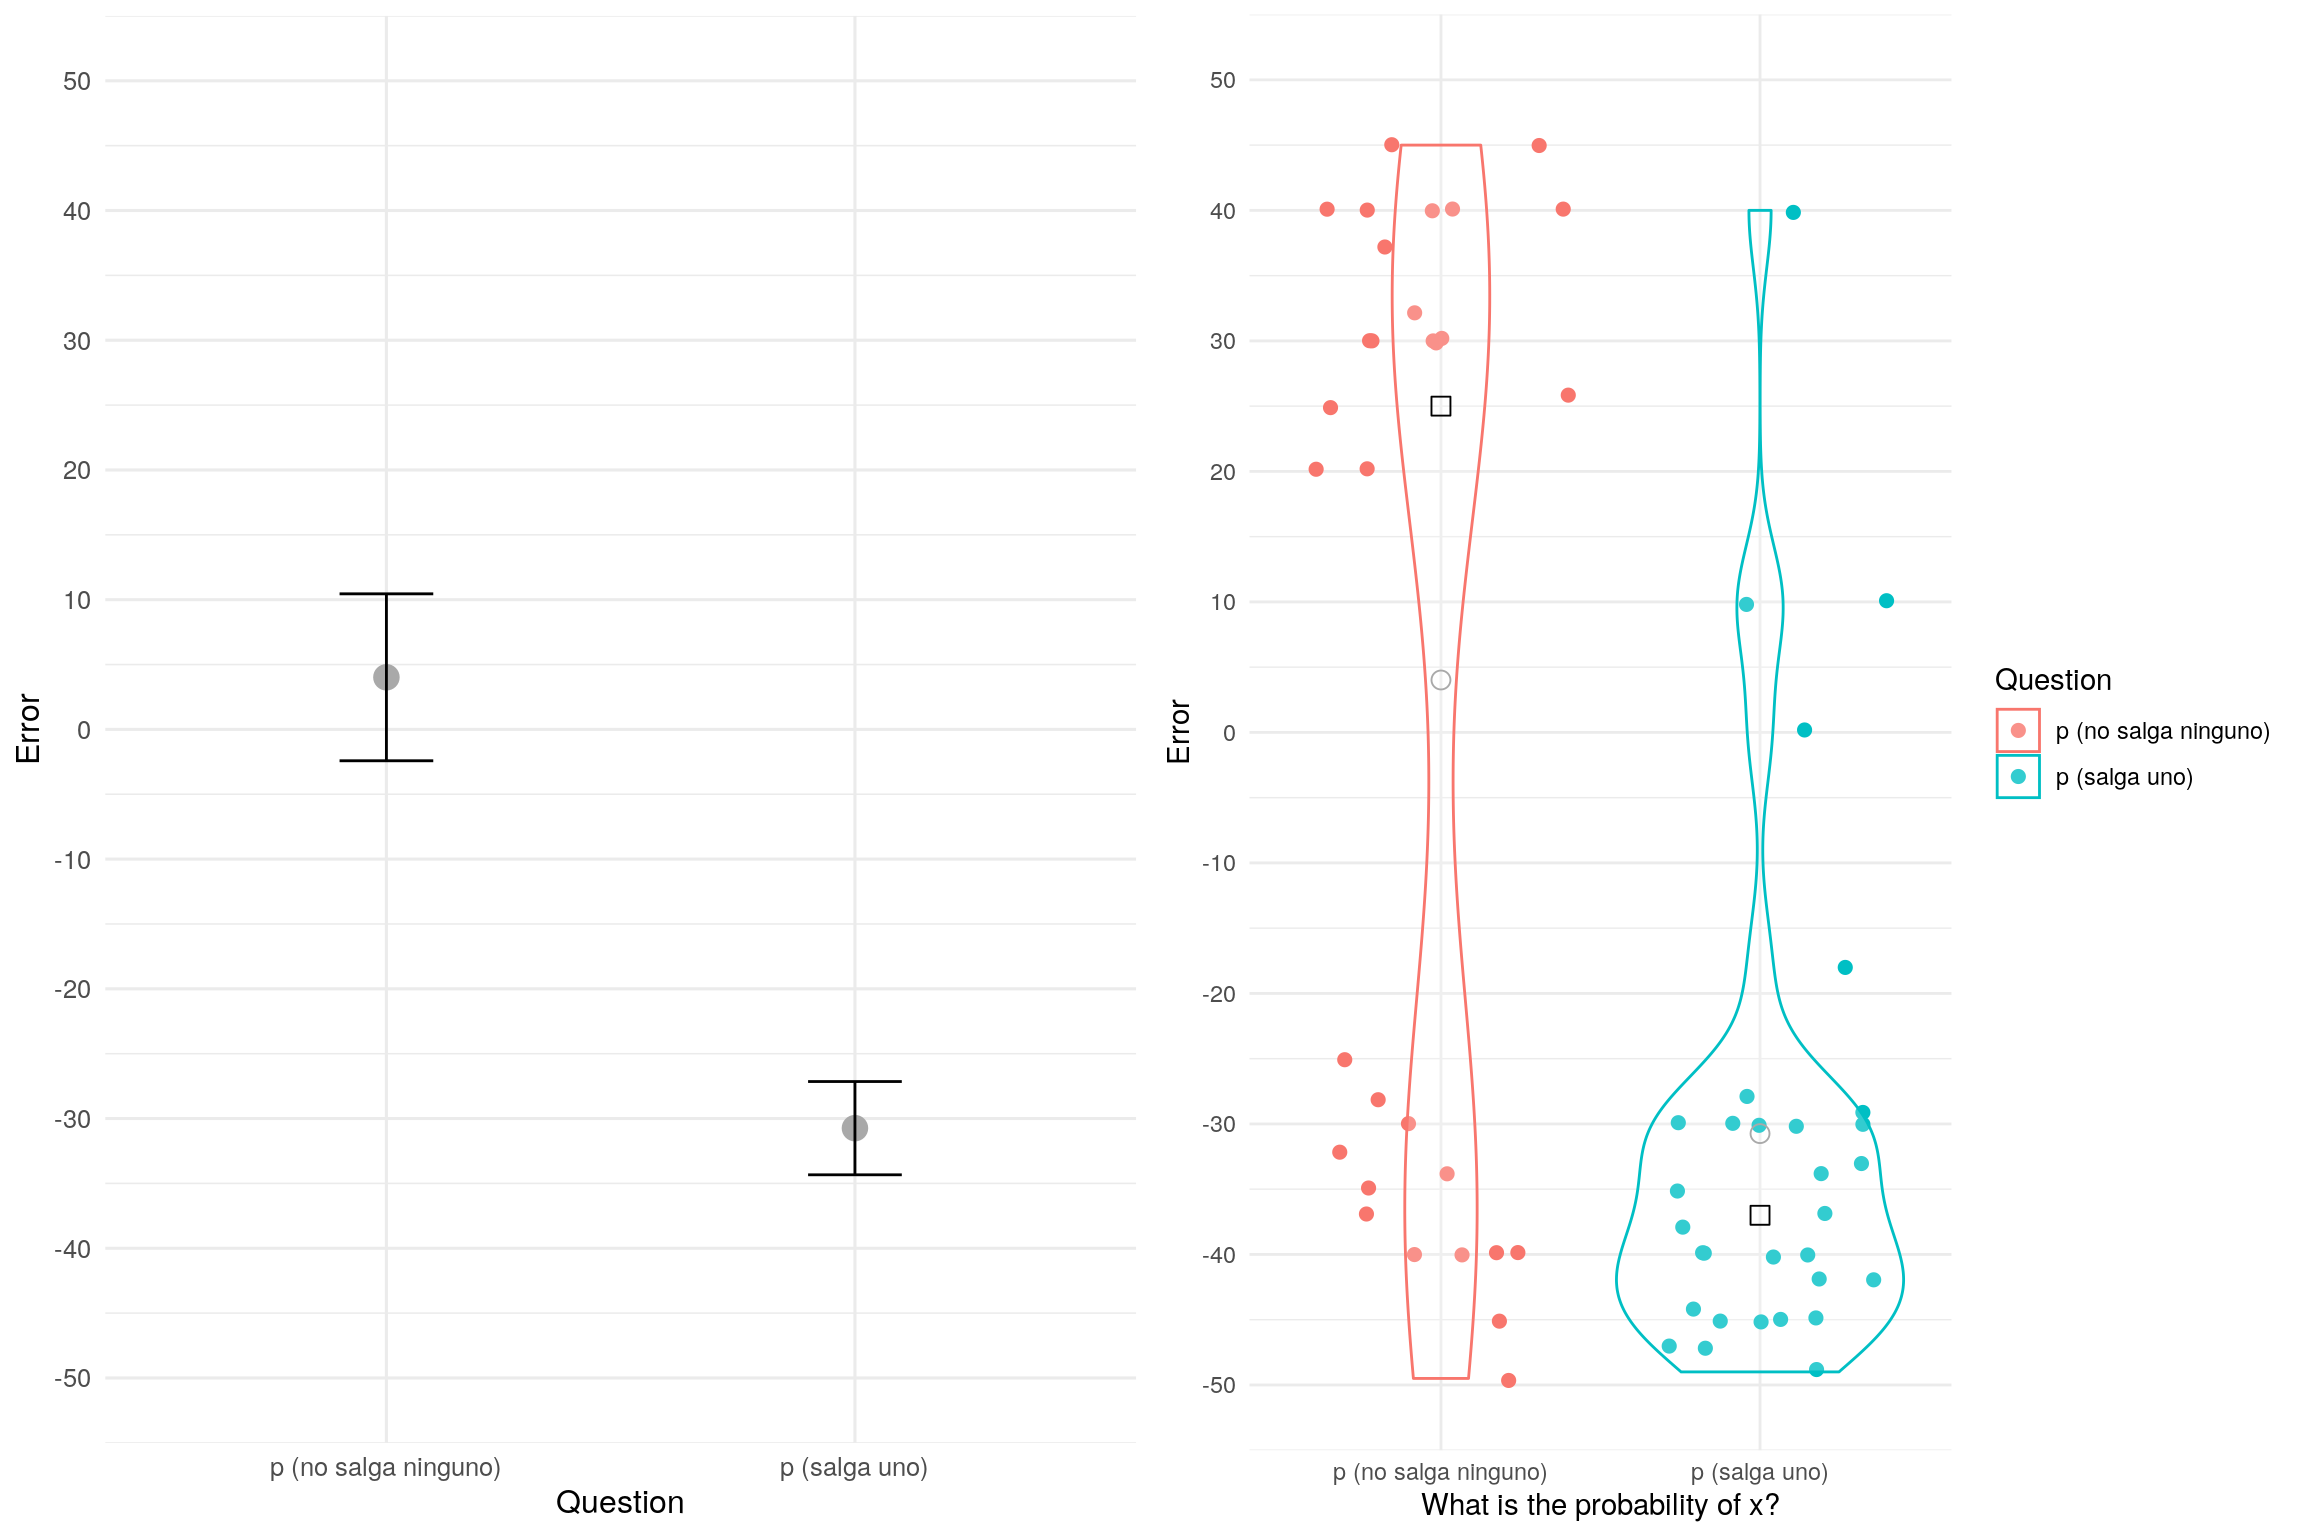 50
40
30
20
10
0
-10
-20
-30
-40
-50
Error
p (no salga ninguno)
p (salga uno)
Question
50
40
30
20
10
0
-10
-20
-30
-40
-50
Error
p (no salga ninguno)
p (salga uno)
What is the probability of x?
Question
p (no salga ninguno)
p (salga uno)